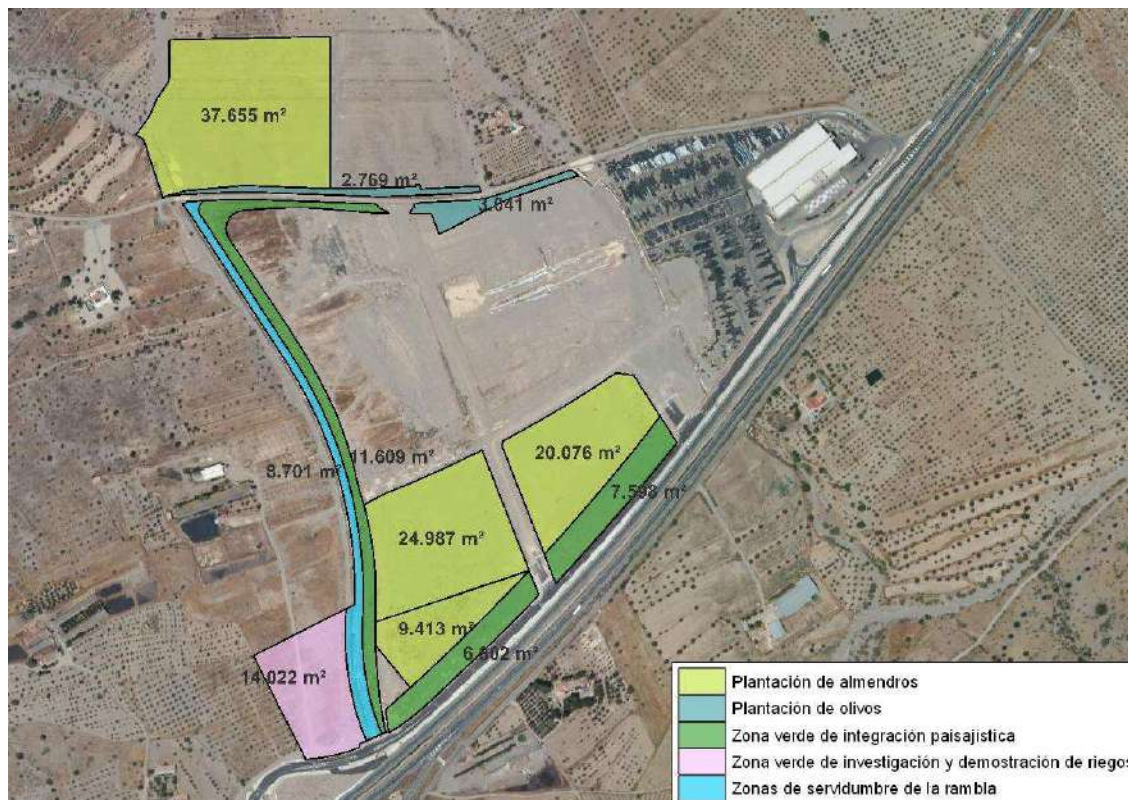 37.655 m²
2.769 m²
3.841 m²
20.076 m²
11.609 m²
8.701 m²
7.598 m²
24.987 m²
9.413 m²
6.802 m²
14.022 m²
Plantación de almendros
Plantación de olivos
Zona verde de integración paisajística
Zona verde de investigación y demostración de riegos
Zonas de servidumbre de la rambla